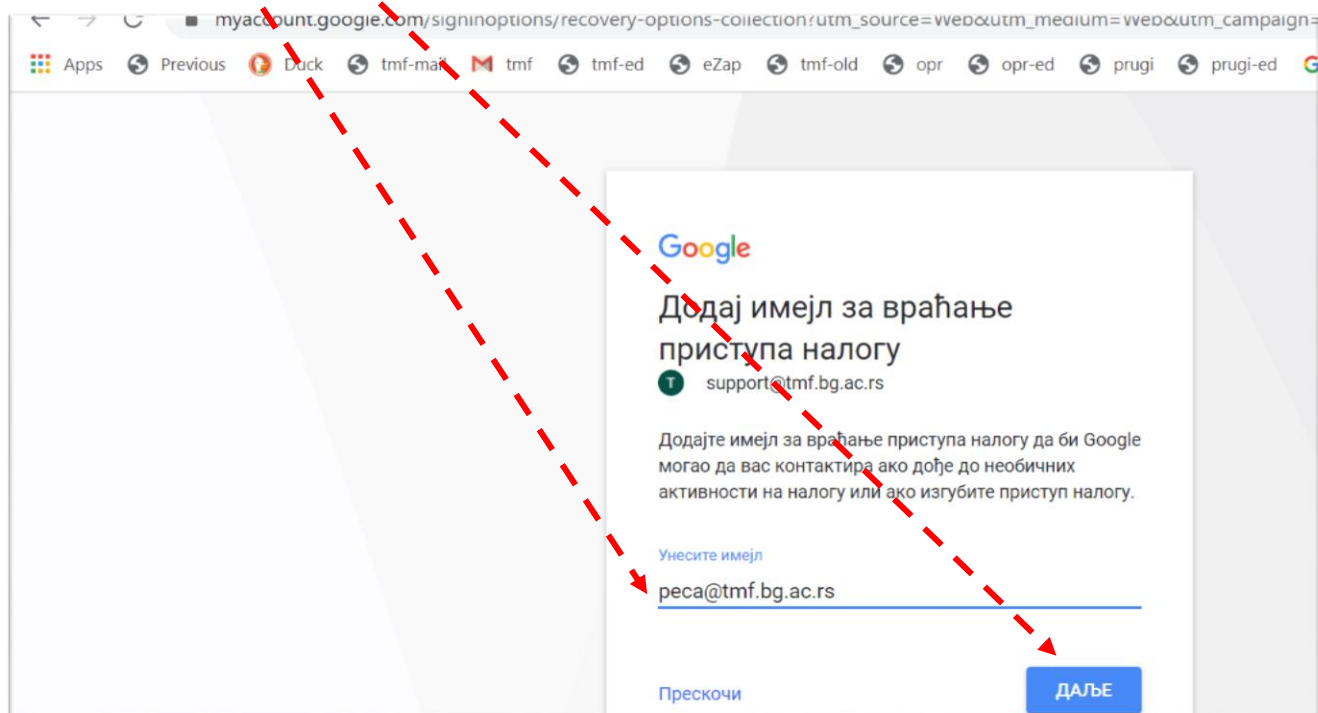 myaccount.google.com/signinoptions/recovery-options-collection?utm_source=Web&utm_medium=Web&utm_campaign=
Apps Previous Duck tmf-mail tmf tmf-ed eZap tmf-old opr opr-ed prugi prugi-ed
Google
Додај имејл за враћање
приступа налогу
T support@tmf.bg.ac.rs
Додајте имејл за враћање приступа налогу да би Google
могао да вас контактира ако дође до необичних
активности на налогу или ако изгубите приступ налогу.
Унесите имејл
peca@tmf.bg.ac.rs
Прескочи ДАЉЕ